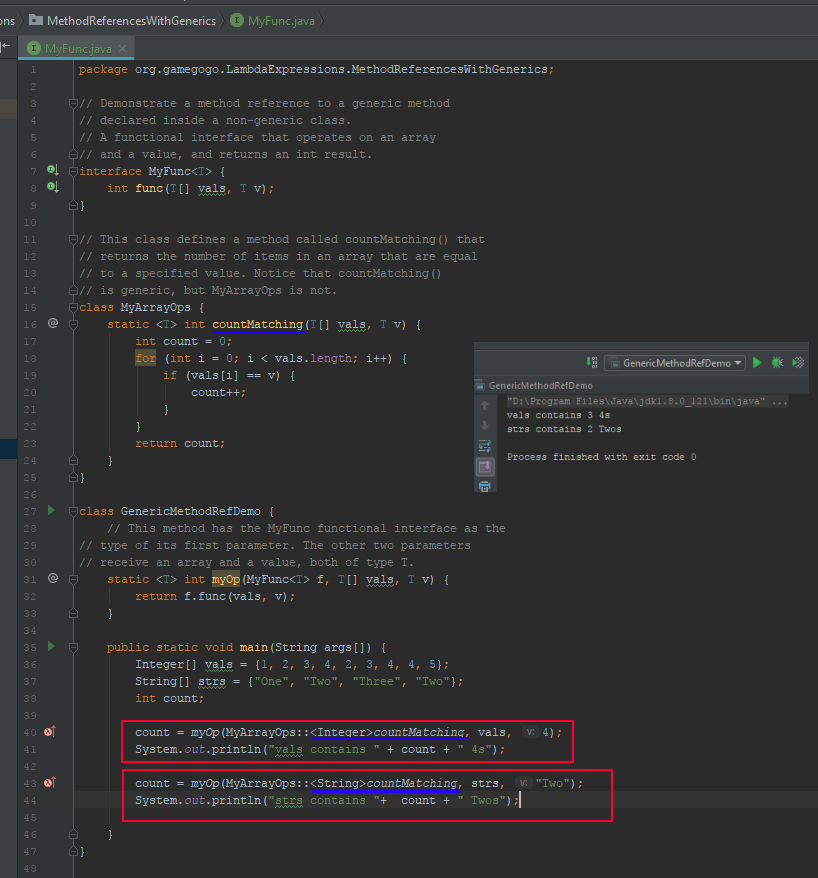 ons MethodReferencesWithGenerics MyFunc.java
MyFunc.java
1 package org.gamegogo.LambdaExpressions.MethodReferencesWithGenerics;
2
3 // Demonstrate a method reference to a generic method
4 // declared inside a non-generic class.
5 // A functional interface that operates on an array
6 // and a value, and returns an int result.
7 interface MyFunc<T> {
8 int func(T[] vals, T v);
9 }
10
11 // This class defines a method called countMatching() that
12 // returns the number of items in an array that are equal
13 // to a specified value. Notice that countMatching()
14 // is generic, but MyArrayOps is not.
15 class MyArrayOps {
16 @ static <T> int countMatching(T[] vals, T v) {
17 int count = 0;
18 for (int i = 0; i < vals.length; i++) {
19 if (vals[i] == v) {
20 count++;
21 }
22 }
23 return count;
24 }
25 }
26
27 class GenericMethodRefDemo {
28 // This method has the MyFunc functional interface as the
29 // type of its first parameter. The other two parameters
30 // receive an array and a value, both of type T.
31 @ static <T> int myOp(MyFunc<T> f, T[] vals, T v) {
32 return f.func(vals, v);
33 }
34
35 public static void main(String args[]) {
36 Integer[] vals = {1, 2, 3, 4, 2, 3, 4, 4, 5};
37 String[] strs = {"One", "Two", "Three", "Two"};
38 int count;
39
40 count = myOp(MyArrayOps::<Integer>countMatching, vals, v: 4);
41 System.out.println("vals contains " + count + " 4s");
42
43 count = myOp(MyArrayOps::<String>countMatching, strs, v: "Two");
44 System.out.println("strs contains "+ count + " Twos");
45
46 }
47 }
48
GenericMethodRefDemo
GenericMethodRefDemo
"D:\Program Files\Java\jdk1.8.0_121\bin\java" ...
vals contains 3 4s
strs contains 2 Twos
Process finished with exit code 0